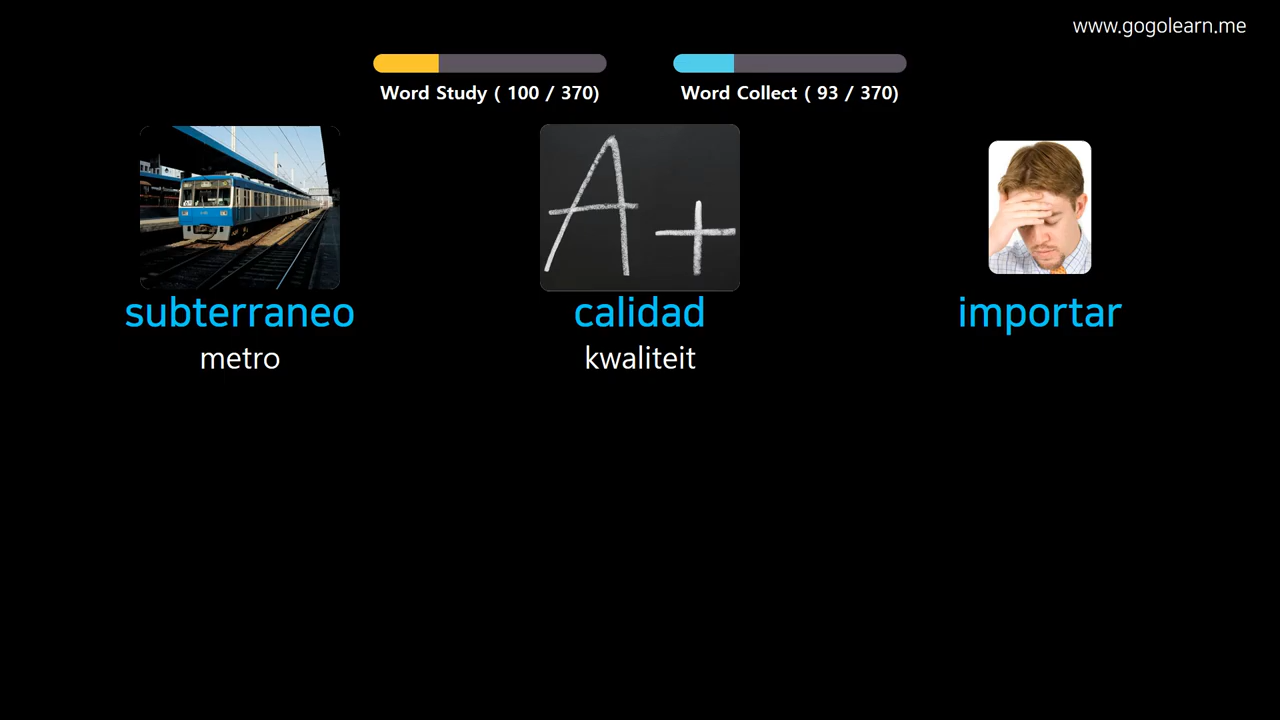 www.gogolearn.me
Word Study ( 100 / 370)
Word Collect ( 93 / 370)
A+
subterraneo
calidad
importar
metro
kwaliteit